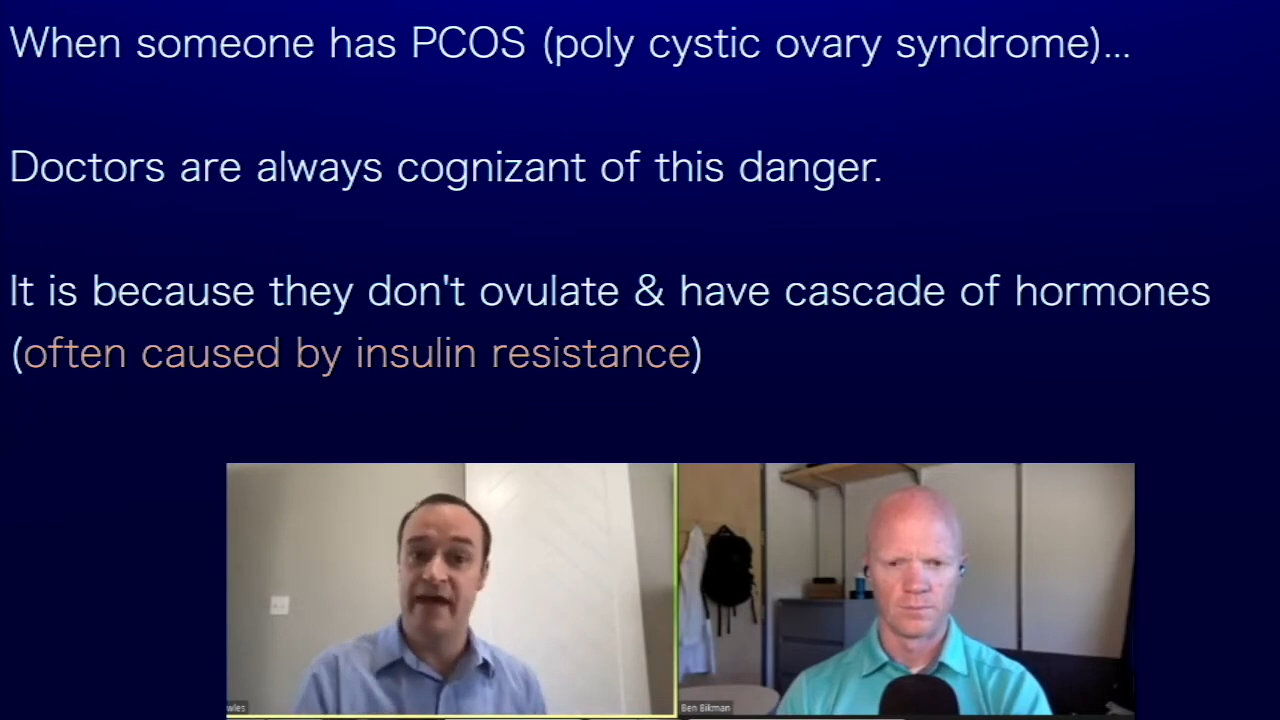 When someone has PCOS (poly cystic ovary syndrome)...
Doctors are always cognizant of this danger.
It is because they don't ovulate & have cascade of hormones
(often caused by insulin resistance)
wles
Ben Bikman